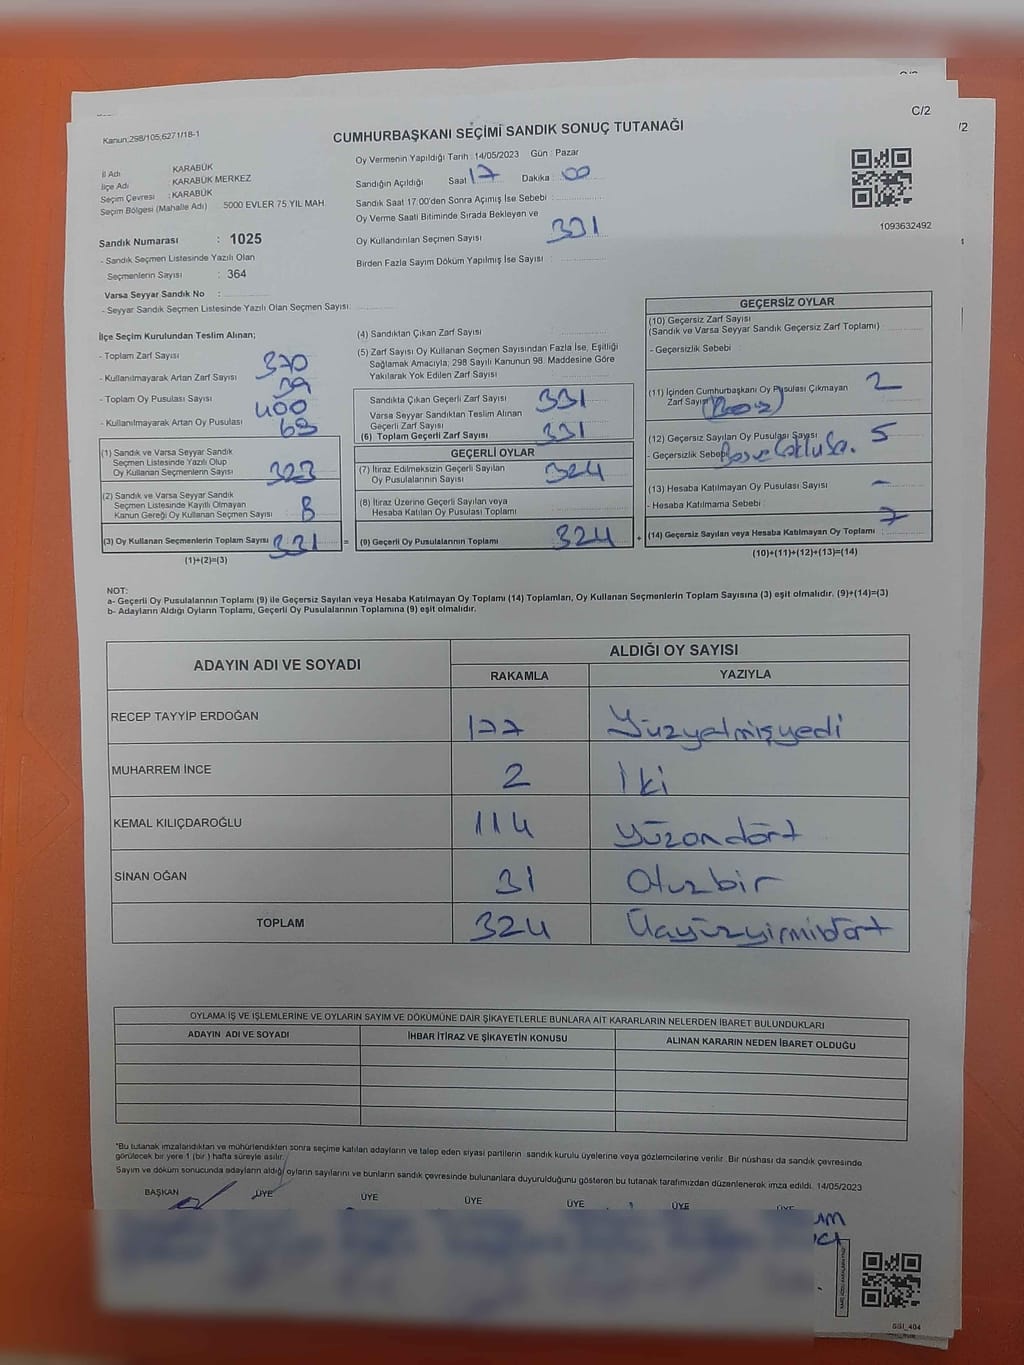 C/2
Kanun;298/105,6271/18-1
CUMHURBAŞKANI SEÇİMİ SANDIK SONUÇ TUTANAĞI
İl Adı KARABÜK
İlçe Adı KARABÜK MERKEZ
Seçim Çevresi : KARABÜK
Seçim Bölgesi (Mahalle Adı) 5000 EVLER 75.YIL MAH.
Sandık Numarası : 1025
- Sandık Seçmen Listesinde Yazılı Olan
Seçmenlerin Sayısı : 364
Varsa Seyyar Sandık No :
- Seyyar Sandık Seçmen Listesinde Yazılı Olan Seçmen Sayısı
Oy Vermenin Yapıldığı Tarih : 14/05/2023 Gün : Pazar
Sandığın Açıldığı Saat 17 Dakika : 00
Sandık Saat 17.00'den Sonra Açımış İse Sebebi :
Oy Verme Saati Bitiminde Sırada Bekleyen ve
Oy Kullandırılan Seçmen Sayısı 331
Birden Fazla Sayım Döküm Yapılmış İse Sayısı :
1093632492
İlçe Seçim Kurulundan Teslim Alınan;
- Toplam Zarf Sayısı 370
- Kullanılmayarak Artan Zarf Sayısı 39
- Toplam Oy Pusulası Sayısı 400
- Kullanılmayarak Artan Oy Pusulası 69
(1) Sandık ve Varsa Seyyar Sandık
Seçmen Listesinde Yazılı Olup
Oy Kullanan Seçmenlerin Sayısı 323
(2) Sandık ve Varsa Seyyar Sandık
Seçmen Listesinde Kayıtlı Olmayan
Kanun Gereği Oy Kullanan Seçmen Sayısı 8
(3) Oy Kullanan Seçmenlerin Toplam Sayısı 331
(1)+(2)=(3)
(4) Sandıktan Çıkan Zarf Sayısı
(5) Zarf Sayısı Oy Kullanan Seçmen Sayısından Fazla İse, Eşitliği
Sağlamak Amacıyla, 298 Sayılı Kanunun 98. Maddesine Göre
Yakılarak Yok Edilen Zarf Sayısı
Sandıkta Çıkan Geçerli Zarf Sayısı 331
Varsa Seyyar Sandıktan Teslim Alınan
Geçerli Zarf Sayısı
(6) Toplam Geçerli Zarf Sayısı 331
GEÇERLİ OYLAR
(7) İtiraz Edilmeksizin Geçerli Sayılan
Oy Pusulalarının Sayısı 324
(8) İtiraz Üzerine Geçerli Sayılan veya
Hesaba Katılan Oy Pusulası Toplamı
= (9) Geçerli Oy Pusulalarının Toplamı 324 +
GEÇERSİZ OYLAR
(10) Geçersiz Zarf Sayısı
(Sandık ve Varsa Seyyar Sandık Geçersiz Zarf Toplamı)
- Geçersizlik Sebebi :
(11) İçinden Cumhurbaşkanı Oy Pusulası Çıkmayan 2
Zarf Sayısı (Boş)
(12) Geçersiz Sayılan Oy Pusulası Sayısı 5
- Geçersizlik Sebebi
(13) Hesaba Katılmayan Oy Pusulası Sayısı -
- Hesaba Katılmama Sebebi :
(14) Geçersiz Sayılan veya Hesaba Katılmayan Oy Toplamı 7
(10)+(11)+(12)+(13)=(14)
NOT:
a- Geçerli Oy Pusulalarının Toplamı (9) ile Geçersiz Sayılan veya Hesaba Katılmayan Oy Toplamı (14) Toplamları, Oy Kullanan Seçmenlerin Toplam Sayısına (3) eşit olmalıdır. (9)+(14)=(3)
b- Adayların Aldığı Oyların Toplamı, Geçerli Oy Pusulalarının Toplamına (9) eşit olmalıdır.
ADAYIN ADI VE SOYADI ALDIĞI OY SAYISI
RAKAMLA YAZIYLA
RECEP TAYYİP ERDOĞAN 177 Yüzyetmişyedi
MUHARREM İNCE 2 İki
KEMAL KILIÇDAROĞLU 114 yüzondört
SİNAN OĞAN 31 Otuzbir
TOPLAM 324 Üçyüzyirmidört
OYLAMA İŞ VE İŞLEMLERİNE VE OYLARIN SAYIM VE DÖKÜMÜNE DAİR ŞİKAYETLERLE BUNLARA AİT KARARLARIN NELERDEN İBARET BULUNDUKLARI
ADAYIN ADI VE SOYADI İHBAR İTİRAZ VE ŞİKAYETİN KONUSU ALINAN KARARIN NEDEN İBARET OLDUĞU
*Bu tutanak imzalandıktan ve mühürlendikten sonra seçime katılan adayların ve talep eden siyasi partilerin sandık kurulu üyelerine veya gözlemcilerine verilir. Bir nüshası da sandık çevresinde
görülecek bir yere 1 (bir) hafta süreyle asılır.
Sayım ve döküm sonucunda adayların aldığı oyların sayılarını ve bunların sandık çevresinde bulunanlara duyurulduğunu gösteren bu tutanak tarafımızdan düzenlenerek imza edildi. 14/05/2023
BAŞKAN ÜYE ÜYE ÜYE ÜYE ÜYE ÜYE